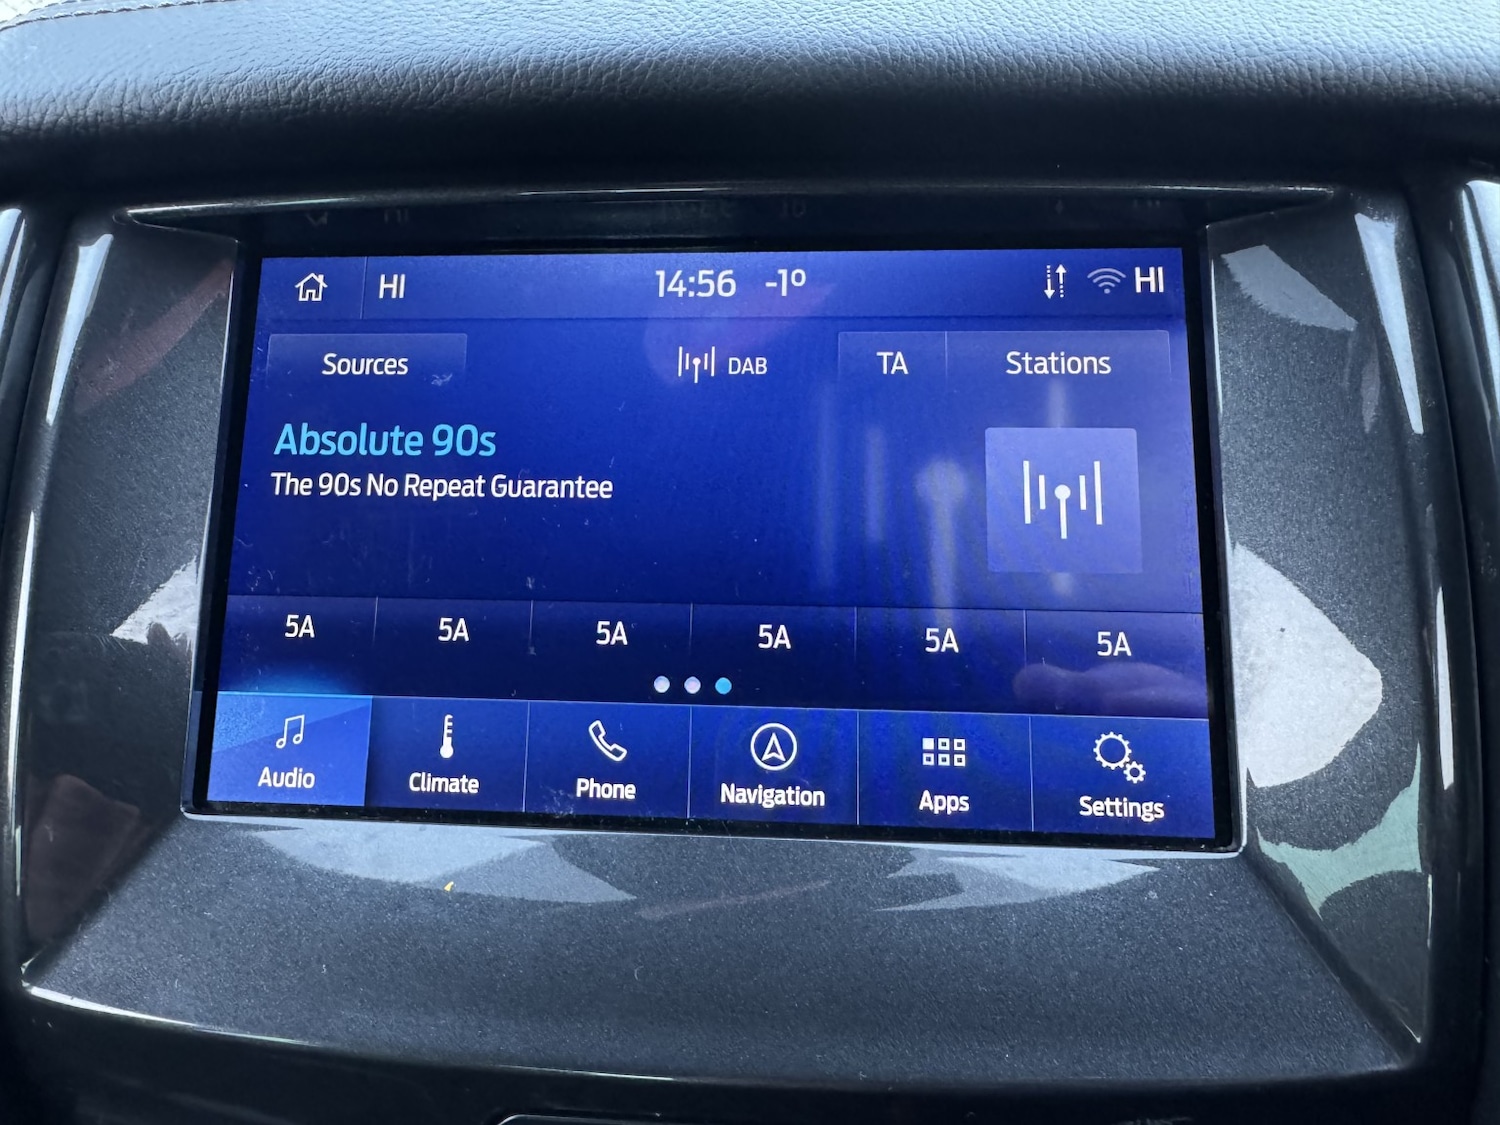 HI 14:56 -1° HI
Sources DAB TA Stations
Absolute 90s
The 90s No Repeat Guarantee
5A 5A 5A 5A 5A 5A
Audio Climate Phone Navigation Apps Settings